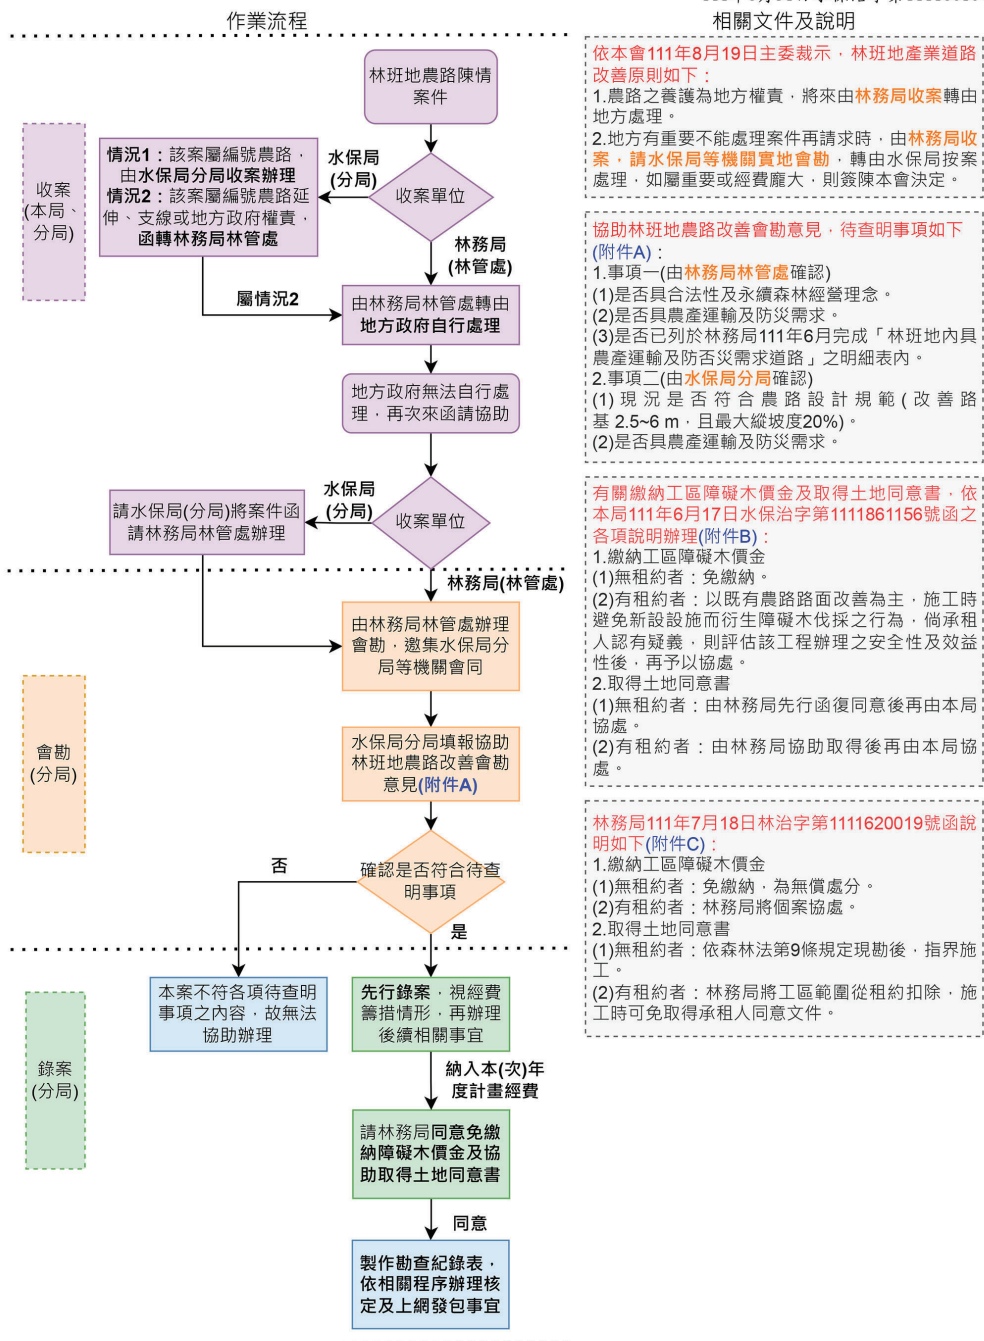 作業流程
相關文件及說明
收案
(本局、
分局)
林班地農路陳情
案件
收案單位
水保局
(分局)
情況1：該案屬編號農路，
由水保局分局收案辦理
情況2：該案屬編號農路延
伸、支線或地方政府權責，
函轉林務局林管處
林務局
(林管處)
屬情況2
由林務局林管處轉由
地方政府自行處理
地方政府無法自行處
理，再次來函請協助
收案單位
水保局
(分局)
請水保局(分局)將案件函
請林務局林管處辦理
林務局(林管處)
會勘
(分局)
由林務局林管處辦理
會勘，邀集水保局分
局等機關會同
水保局分局填報協助
林班地農路改善會勘
意見(附件A)
確認是否符合待查
明事項
否
是
錄案
(分局)
本案不符各項待查明
事項之內容，故無法
協助辦理
先行錄案，視經費
籌措情形，再辦理
後續相關事宜
納入本(次)年
度計畫經費
請林務局同意免繳
納障礙木價金及協
助取得土地同意書
同意
製作勘查紀錄表，
依相關程序辦理核
定及上網發包事宜
依本會111年8月19日主委裁示，林班地產業道路
改善原則如下：
1.農路之養護為地方權責，將來由林務局收案轉由
地方處理。
2.地方有重要不能處理案件再請求時，由林務局收
案，請水保局等機關實地會勘，轉由水保局按案
處理，如屬重要或經費龐大，則簽陳本會決定。
協助林班地農路改善會勘意見，待查明事項如下
(附件A)：
1.事項一(由林務局林管處確認)
(1)是否具合法性及永續森林經營理念。
(2)是否具農產運輸及防災需求。
(3)是否已列於林務局111年6月完成「林班地內具
農產運輸及防否災需求道路」之明細表內。
2.事項二(由水保局分局確認)
(1)現況是否符合農路設計規範(改善路
基 2.5~6 m，且最大縱坡度20%)。
(2)是否具農產運輸及防災需求。
有關繳納工區障礙木價金及取得土地同意書，依
本局111年6月17日水保治字第1111861156號函之
各項說明辦理(附件B)：
1.繳納工區障礙木價金
(1)無租約者：免繳納。
(2)有租約者：以既有農路路面改善為主，施工時
避免新設設施而衍生障礙木伐採之行為，倘承租
人認有疑義，則評估該工程辦理之安全性及效益
性後，再予以協處。
2.取得土地同意書
(1)無租約者：由林務局先行函復同意後再由本局
協處。
(2)有租約者：由林務局協助取得後再由本局協
處。
林務局111年7月18日林治字第1111620019號函說
明如下(附件C)：
1.繳納工區障礙木價金
(1)無租約者：免繳納，為無償處分。
(2)有租約者：林務局將個案協處。
2.取得土地同意書
(1)無租約者：依森林法第9條規定現勘後，指界施
工。
(2)有租約者：林務局將工區範圍從租約扣除，施
工時可免取得承租人同意文件。